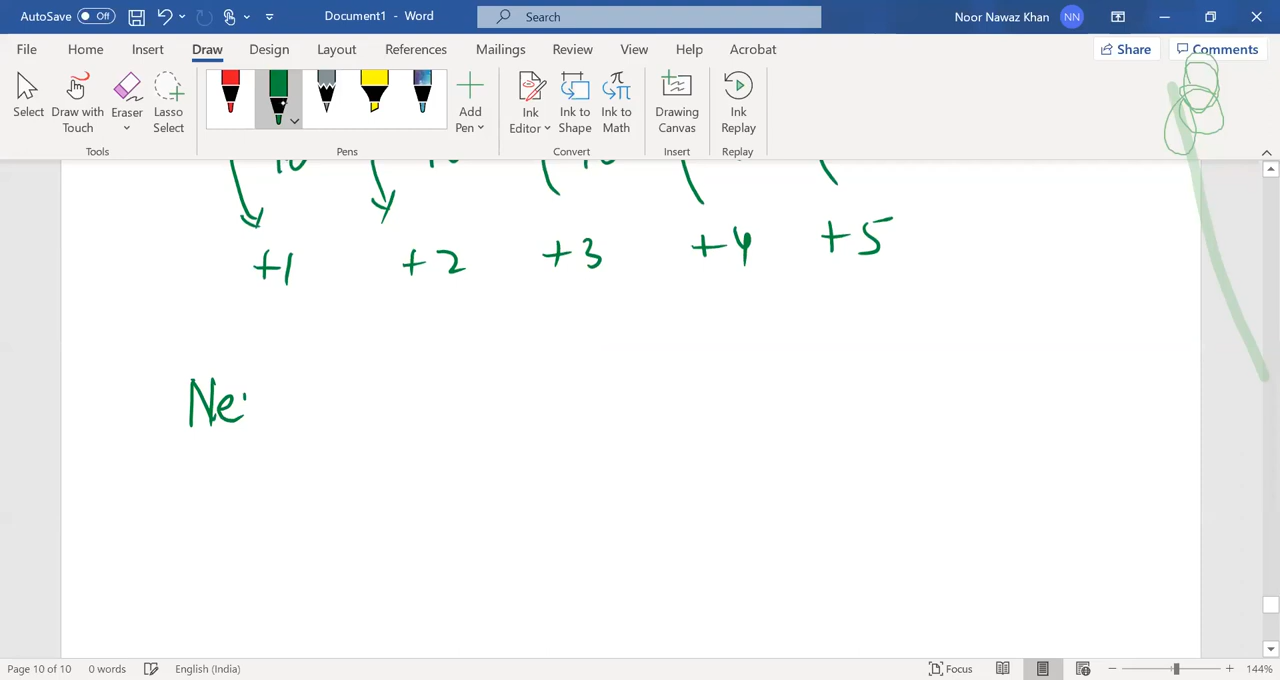 AutoSave Off Document1 - Word Search Noor Nawaz Khan NN
File Home Insert Draw Design Layout References Mailings Review View Help Acrobat Share Comments
Select Draw with Touch Eraser Lasso Select Add Pen Ink Editor Ink to Shape Ink to Math Drawing Canvas Ink Replay
Tools Pens Convert Insert Replay
+1 +2 +3 +4 +5
Ne
Page 10 of 10 0 words English (India) Focus 144%